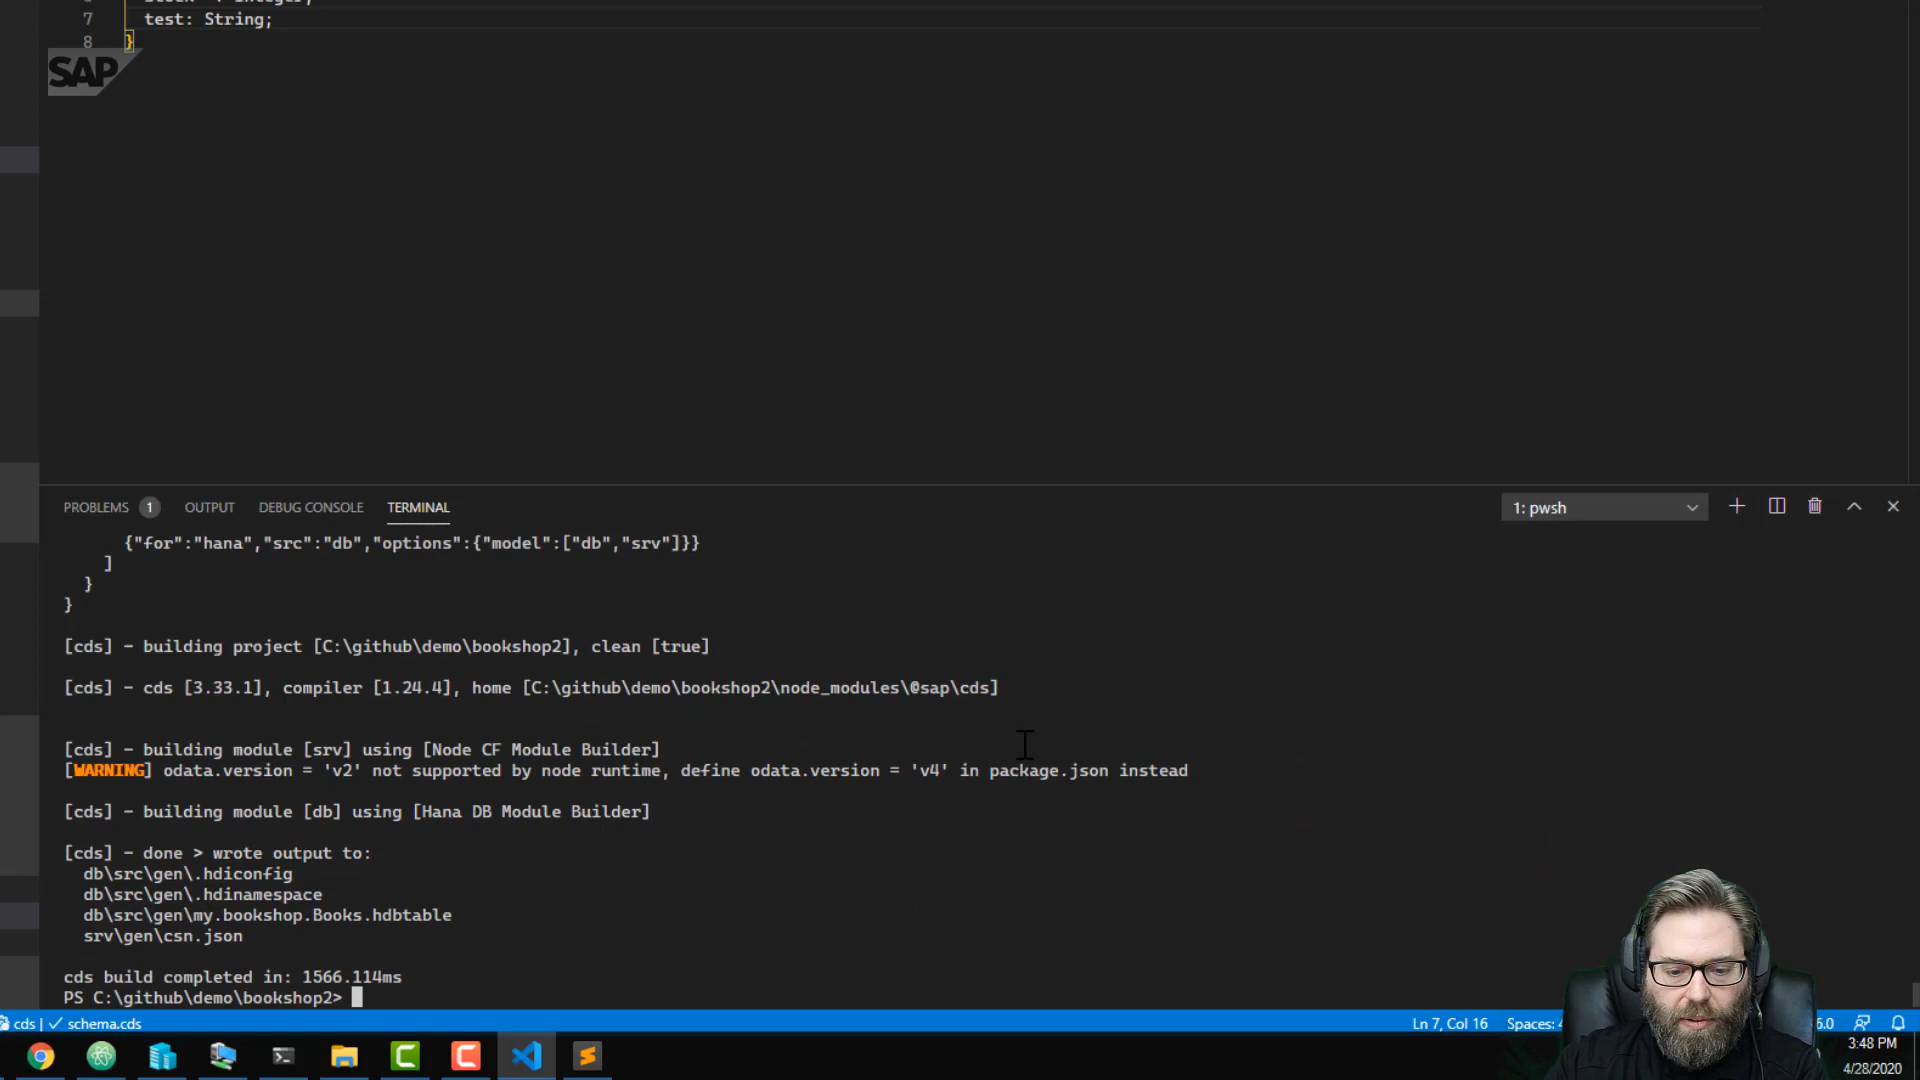 7 test: String;
8 }
SAP
PROBLEMS 1 OUTPUT DEBUG CONSOLE TERMINAL 1: pwsh
{"for":"hana","src":"db","options":{"model":["db","srv"]}}
]
}
}
[cds] - building project [C:\github\demo\bookshop2], clean [true]
[cds] - cds [3.33.1], compiler [1.24.4], home [C:\github\demo\bookshop2\node_modules\@sap\cds]
[cds] - building module [srv] using [Node CF Module Builder]
[WARNING] odata.version = 'v2' not supported by node runtime, define odata.version = 'v4' in package.json instead
[cds] - building module [db] using [Hana DB Module Builder]
[cds] - done > wrote output to:
db\src\gen\.hdiconfig
db\src\gen\.hdinamespace
db\src\gen\my.bookshop.Books.hdbtable
srv\gen\csn.json
cds build completed in: 1566.114ms
PS C:\github\demo\bookshop2>
cds | ✓ schema.cds Ln 7, Col 16 Spaces: 6.0
3:48 PM
4/28/2020